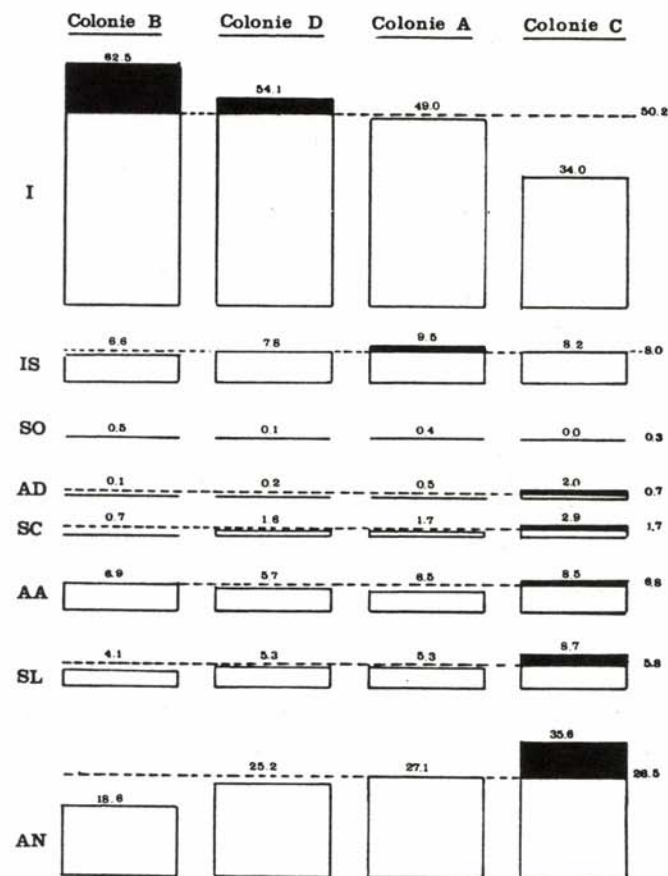 Colonie B Colonie D Colonie A Colonie C
62.5 54.1 49.0 50.2
34.0
I
6.6 7.8 9.5 8.2 8.0
IS
SO 0.5 0.1 0.4 0.0 0.3
AD 0.1 0.2 0.5 2.0 0.7
SC 0.7 1.6 1.7 2.9 1.7
AA 6.9 5.7 6.5 8.5 6.8
SL 4.1 5.3 5.3 8.7 5.8
35.6
25.2 27.1 26.5
18.6
AN